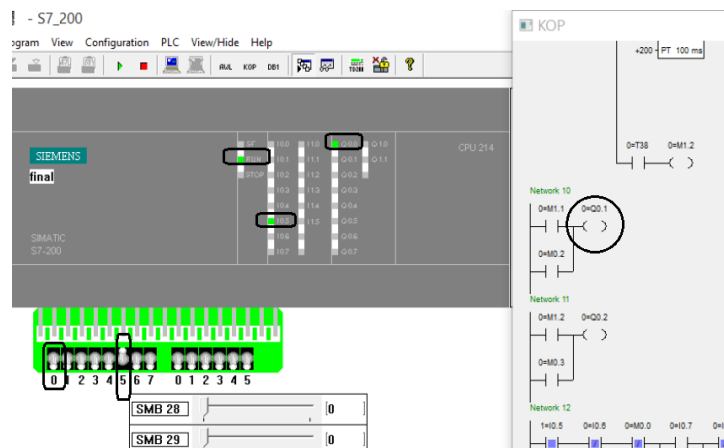 - S7_200
ogram View Configuration PLC View/Hide Help
AWL KOP DB1
SIEMENS
final
SIMATIC
S7-200
SF
RUN
STOP
I0.0
I0.1
I0.2
I0.3
I0.4
I0.5
I0.6
I0.7
I1.0
I1.1
I1.2
I1.3
I1.4
I1.5
Q0.0
Q0.1
Q0.2
Q0.3
Q0.4
Q0.5
Q0.6
Q0.7
Q1.0
Q1.1
CPU 214
0 1 2 3 4 5 6 7 0 1 2 3 4 5
SMB 28 [0 ]
SMB 29 [0
KOP
+200 PT 100 ms
0=T38 0=M1.2
Network 10
0=M1.1 0=Q0.1
0=M0.2
Network 11
0=M1.2 0=Q0.2
0=M0.3
Network 12
1=I0.5 0=I0.6 0=M0.0 0=I0.7